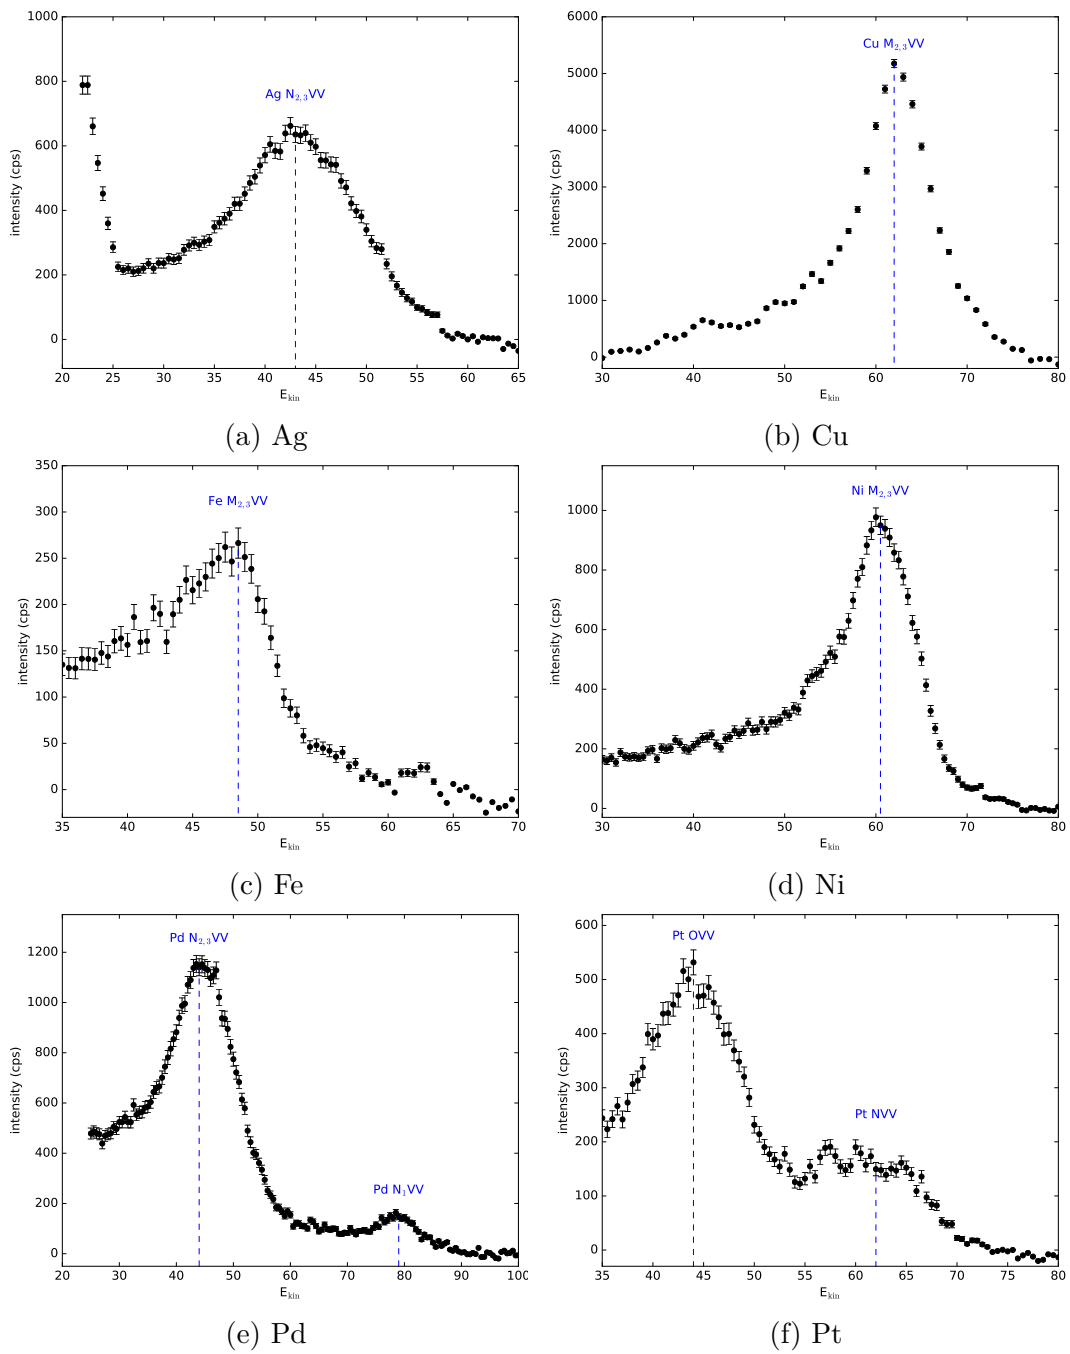 1000
800
600
400
200
0
intensity (cps)
Ag N2,3VV
20 25 30 35 40 45 50 55 60 65
Ekin
(a) Ag
6000
5000
4000
3000
2000
1000
0
intensity (cps)
Cu M2,3VV
30 40 50 60 70 80
Ekin
(b) Cu
350
300
250
200
150
100
50
0
intensity (cps)
Fe M2,3VV
35 40 45 50 55 60 65 70
Ekin
(c) Fe
1000
800
600
400
200
0
intensity (cps)
Ni M2,3VV
30 40 50 60 70 80
Ekin
(d) Ni
1200
1000
800
600
400
200
0
intensity (cps)
Pd N2,3VV
Pd N1VV
20 30 40 50 60 70 80 90 100
Ekin
(e) Pd
600
500
400
300
200
100
0
intensity (cps)
Pt OVV
Pt NVV
35 40 45 50 55 60 65 70 75 80
Ekin
(f) Pt